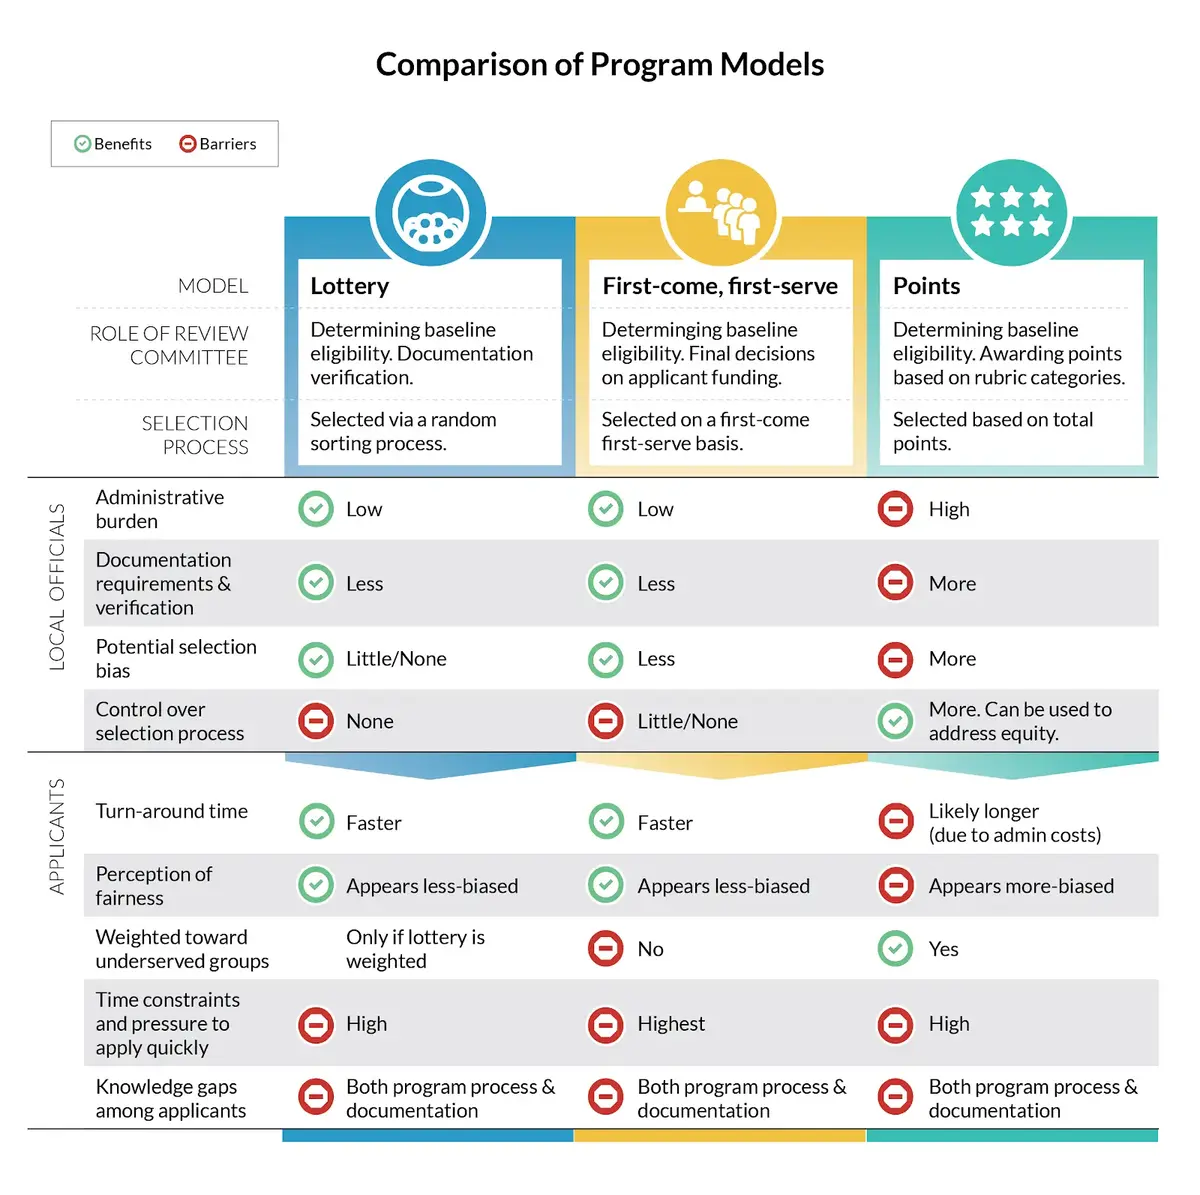 Comparison of Program Models
Benefits
Barriers
MODEL
Lottery
First-come, first-serve
Points
ROLE OF REVIEW
COMMITTEE
Determining baseline
eligibility. Documentation
verification.
Determinging baseline
eligibility. Final decisions
on applicant funding.
Determining baseline
eligibility. Awarding points
based on rubric categories.
SELECTION
PROCESS
Selected via a random
sorting process.
Selected on a first-come
first-serve basis.
Selected based on total
points.
LOCAL OFFICIALS
Administrative
burden
Low
Low
High
Documentation
requirements &
verification
Less
Less
More
Potential selection
bias
Little/None
Less
More
Control over
selection process
None
Little/None
More. Can be used to
address equity.
APPLICANTS
Turn-around time
Faster
Faster
Likely longer
(due to admin costs)
Perception of
fairness
Appears less-biased
Appears less-biased
Appears more-biased
Weighted toward
underserved groups
Only if lottery is
weighted
No
Yes
Time constraints
and pressure to
apply quickly
High
Highest
High
Knowledge gaps
among applicants
Both program process &
documentation
Both program process &
documentation
Both program process &
documentation